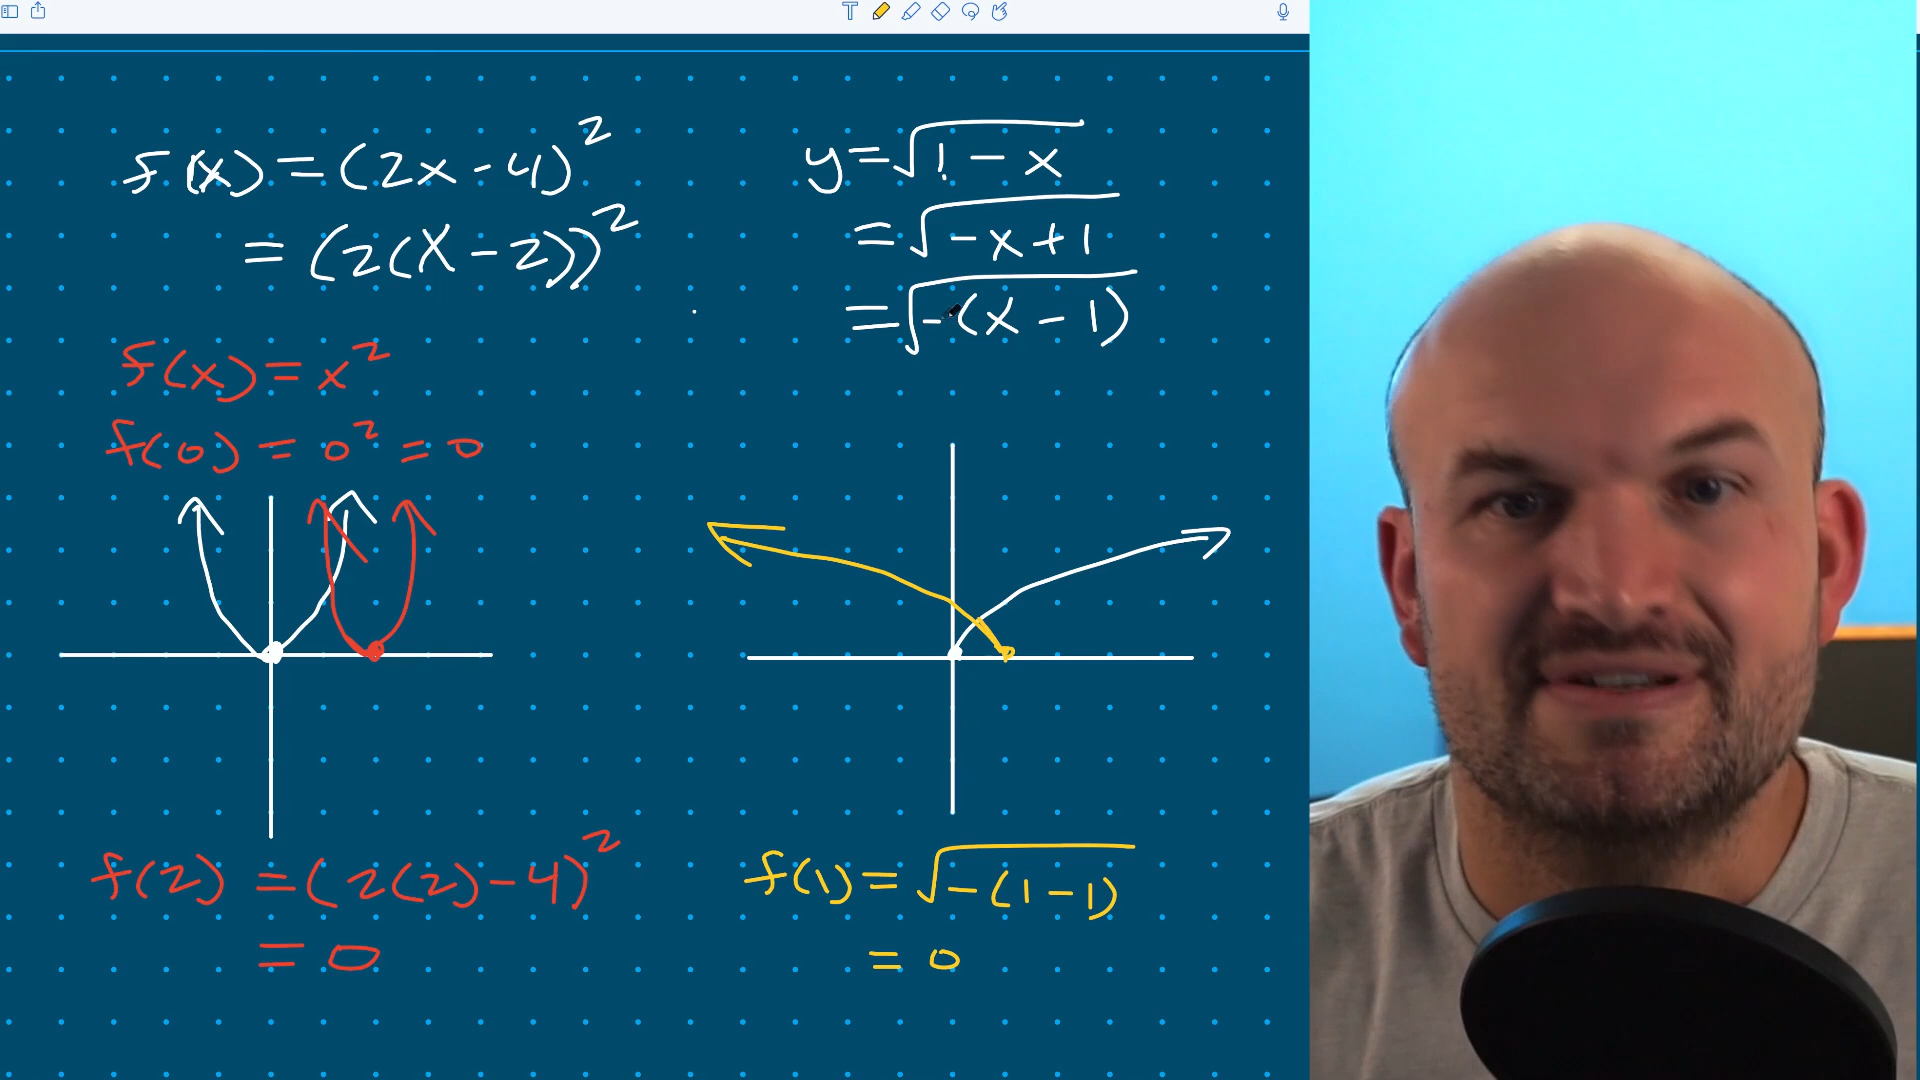 f(x) = (2x - 4)²
= (2(x - 2))²
f(x) = x²
f(0) = 0² = 0
f(2) = (2(2) - 4)²
= 0
y = √1 - x
= √-x + 1
= √-(x - 1)
f(1) = √-(1 - 1)
= 0